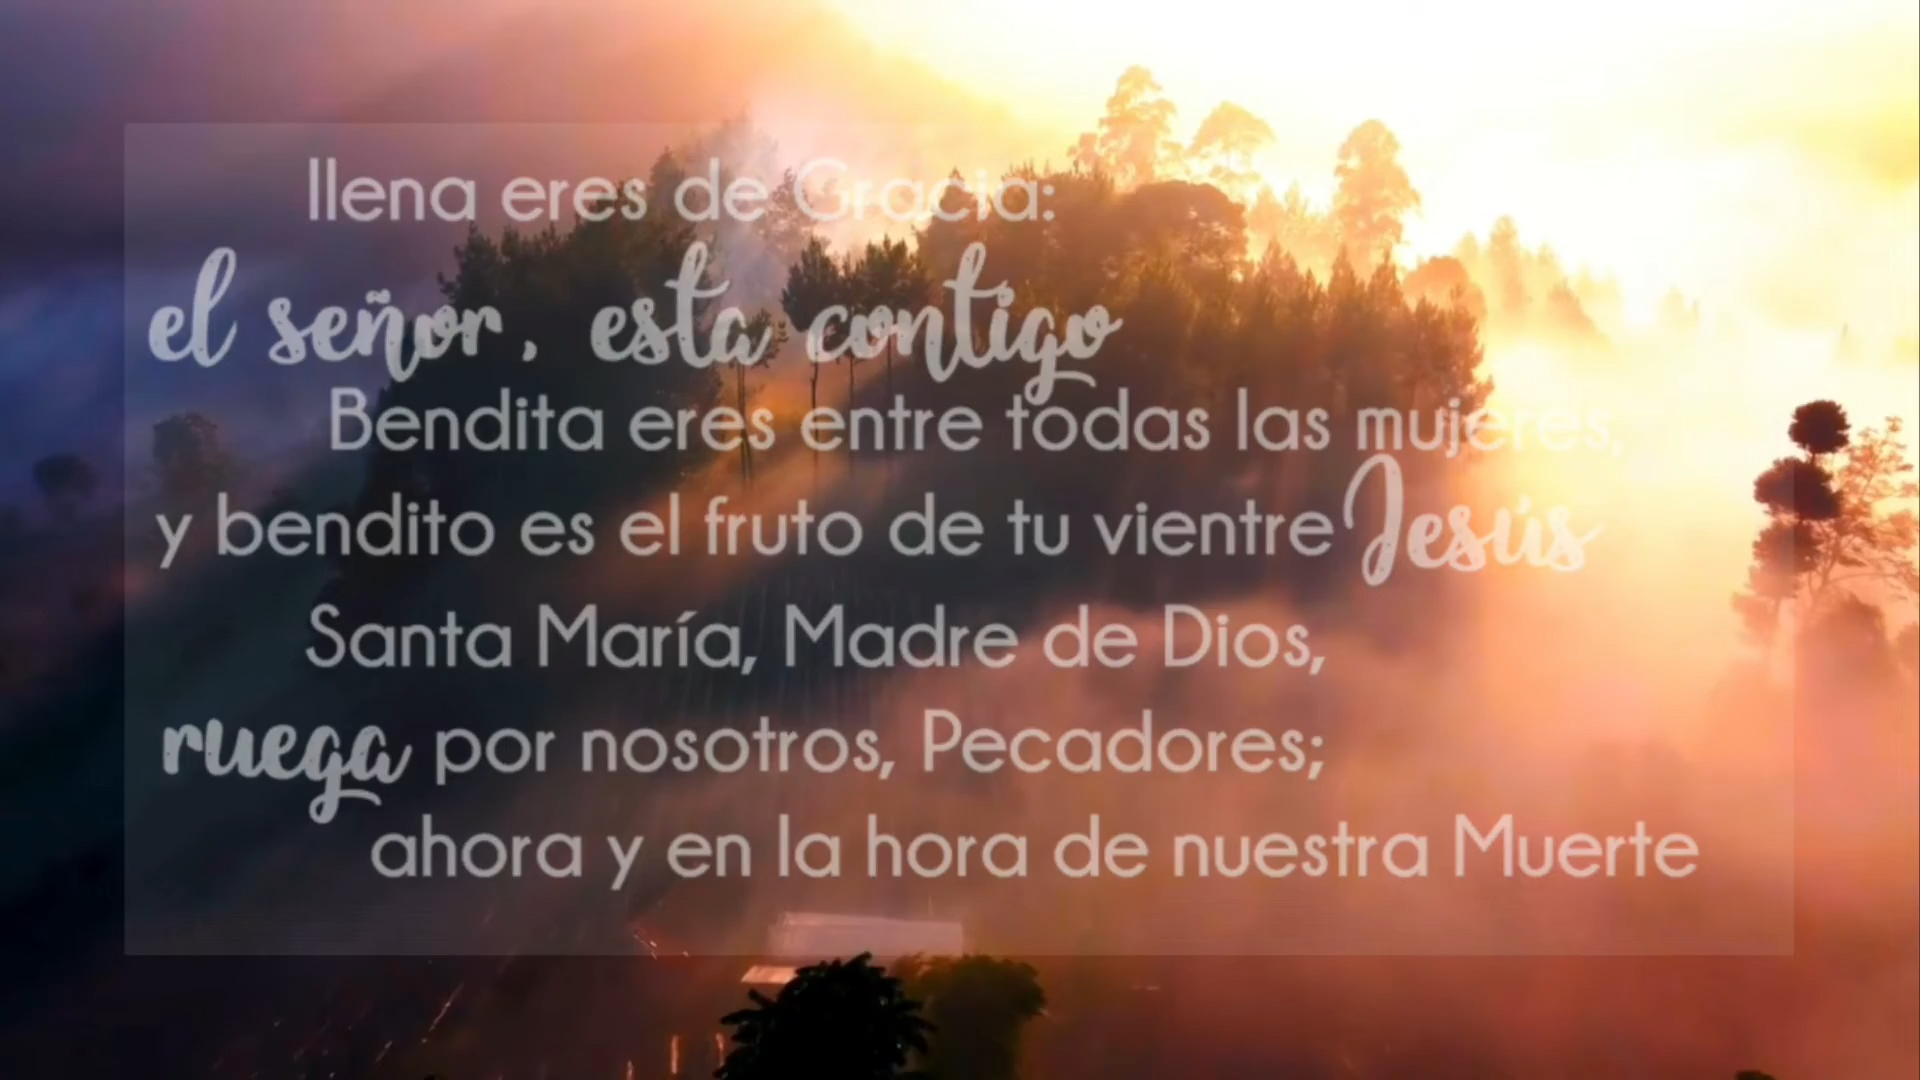 llena eres de Gracia:
el señor, esta contigo
Bendita eres entre todas las mujeres,
y bendito es el fruto de tu vientre Jesús
Santa María, Madre de Dios,
ruega por nosotros, Pecadores;
ahora y en la hora de nuestra Muerte